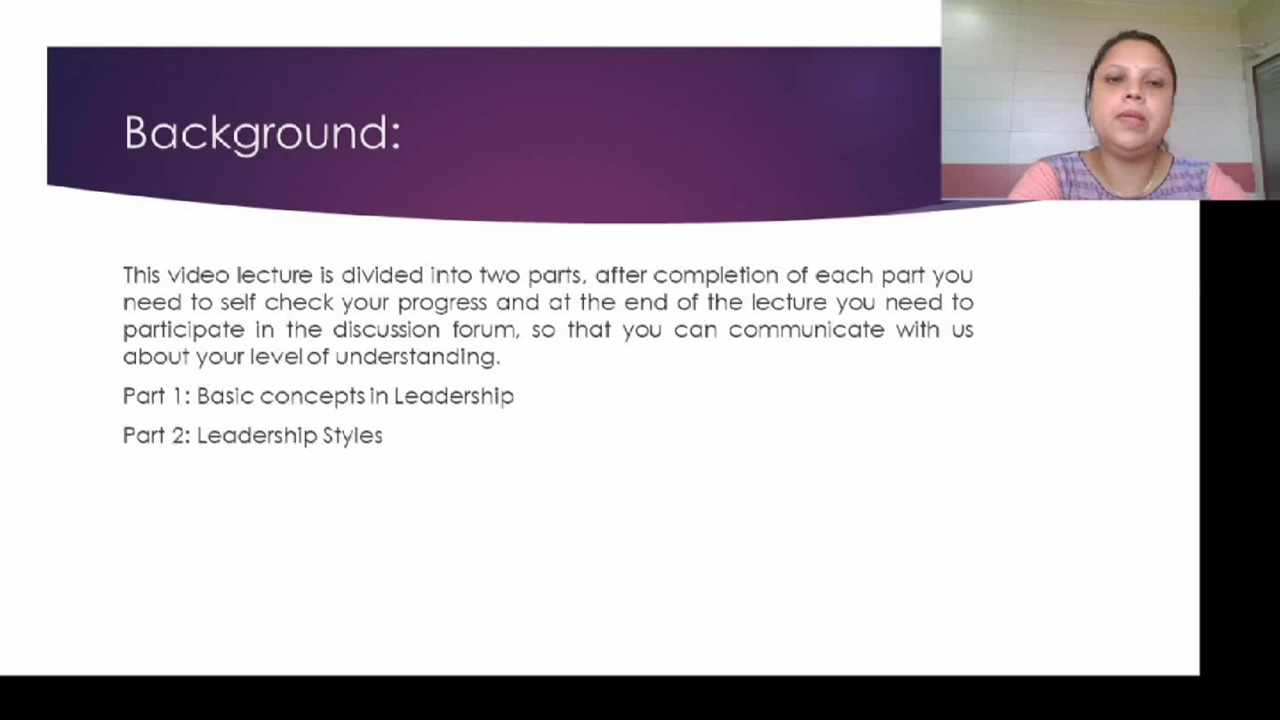 Background:
This video lecture is divided into two parts, after completion of each part you
need to self check your progress and at the end of the lecture you need to
participate in the discussion forum, so that you can communicate with us
about your level of understanding.
Part 1: Basic concepts in Leadership
Part 2: Leadership Styles